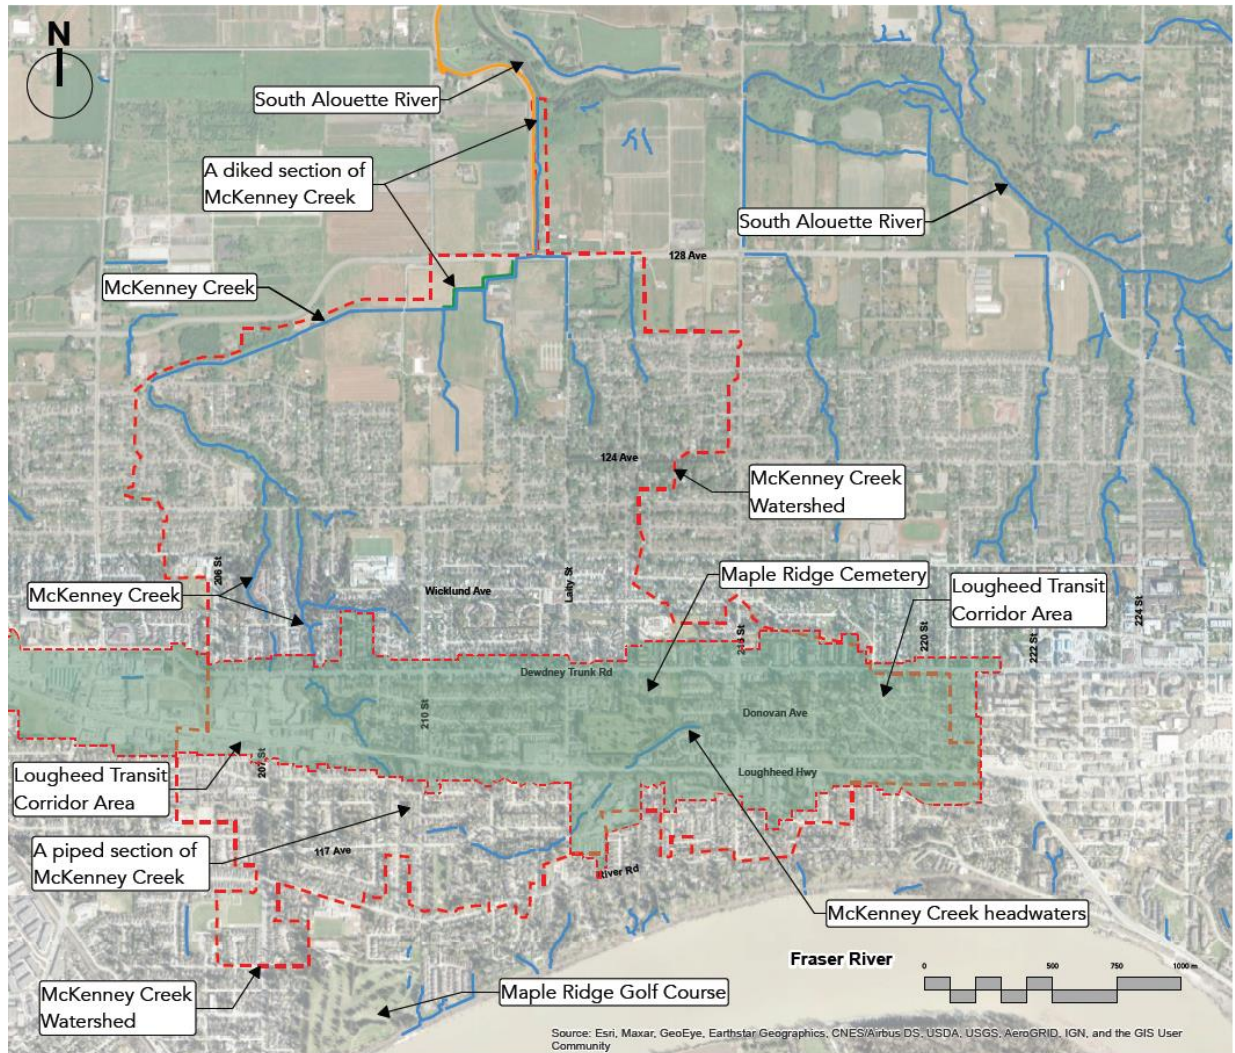 N
South Alouette River
A diked section of
McKenney Creek
South Alouette River
128 Ave
McKenney Creek
124 Ave
McKenney Creek
Watershed
206 St
Wicklund Ave
Laity St
McKenney Creek
Maple Ridge Cemetery
Lougheed Transit
Corridor Area
216 St
220 St
222 St
224 St
Dewdney Trunk Rd
210 St
Donovan Ave
207 St
Loughheed Hwy
Lougheed Transit
Corridor Area
A piped section of
McKenney Creek
117 Ave
River Rd
McKenney Creek headwaters
Fraser River
0
500
750
1000 m
McKenney Creek
Watershed
Maple Ridge Golf Course
Source: Esri, Maxar, GeoEye, Earthstar Geographics, CNES/Airbus DS, USDA, USGS, AeroGRID, IGN, and the GIS User
Community